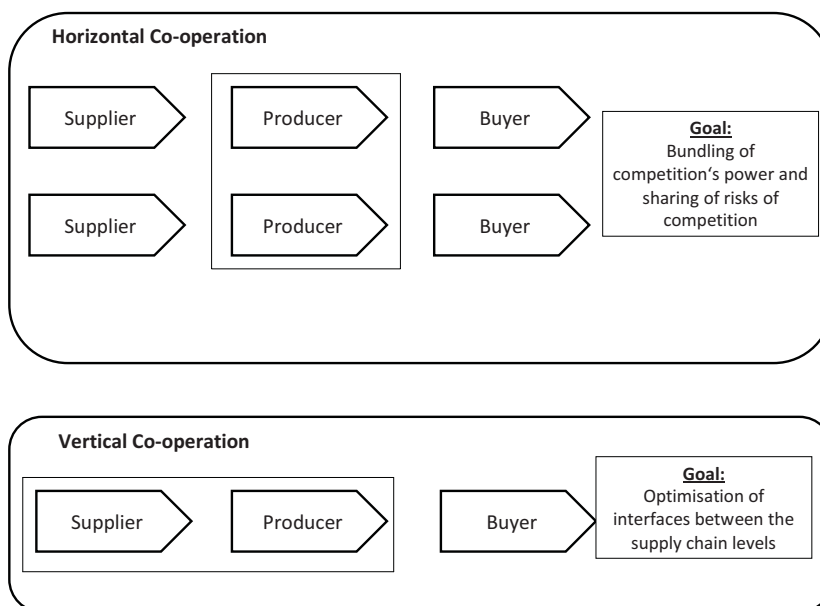 Horizontal Co-operation
Supplier
Producer
Buyer
Supplier
Producer
Buyer
Goal:
Bundling of
competition‘s power and
sharing of risks of
competition
Vertical Co-operation
Supplier
Producer
Buyer
Goal:
Optimisation of
interfaces between the
supply chain levels